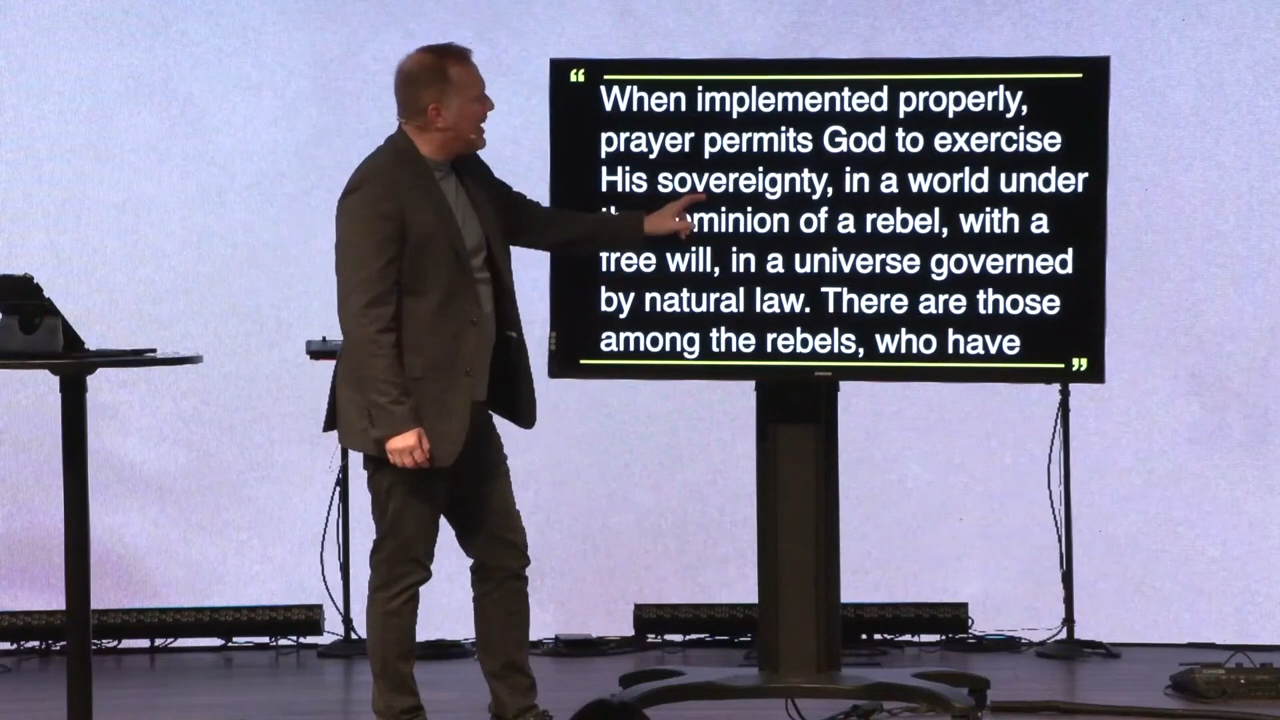 “
When implemented properly,
prayer permits God to exercise
His sovereignty, in a world under
of a rebel, with a
free will, in a universe governed
by natural law. There are those
among the rebels, who have
”